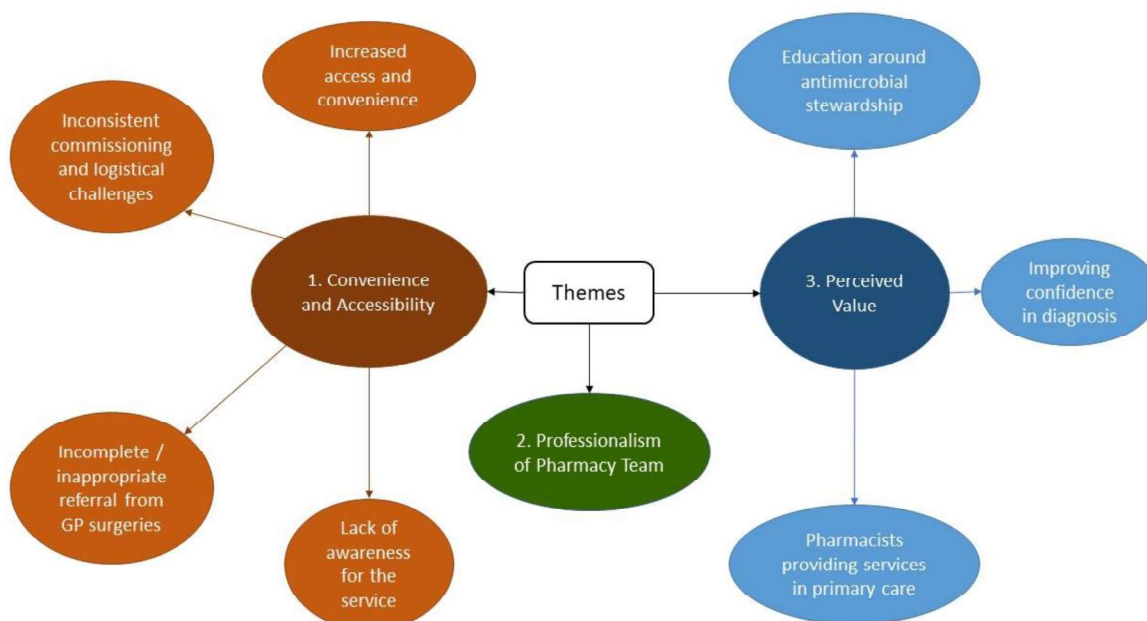 Increased
access and
convenience
Inconsistent
commissioning
and logistical
challenges
1. Convenience
and Accessibility
Incomplete /
inappropriate
referral from
GP surgeries
Lack of
awareness
for the
service
Themes
2. Professionalism
of Pharmacy Team
Education around
antimicrobial
stewardship
3. Perceived
Value
Improving
confidence
in diagnosis
Pharmacists
providing services
in primary care